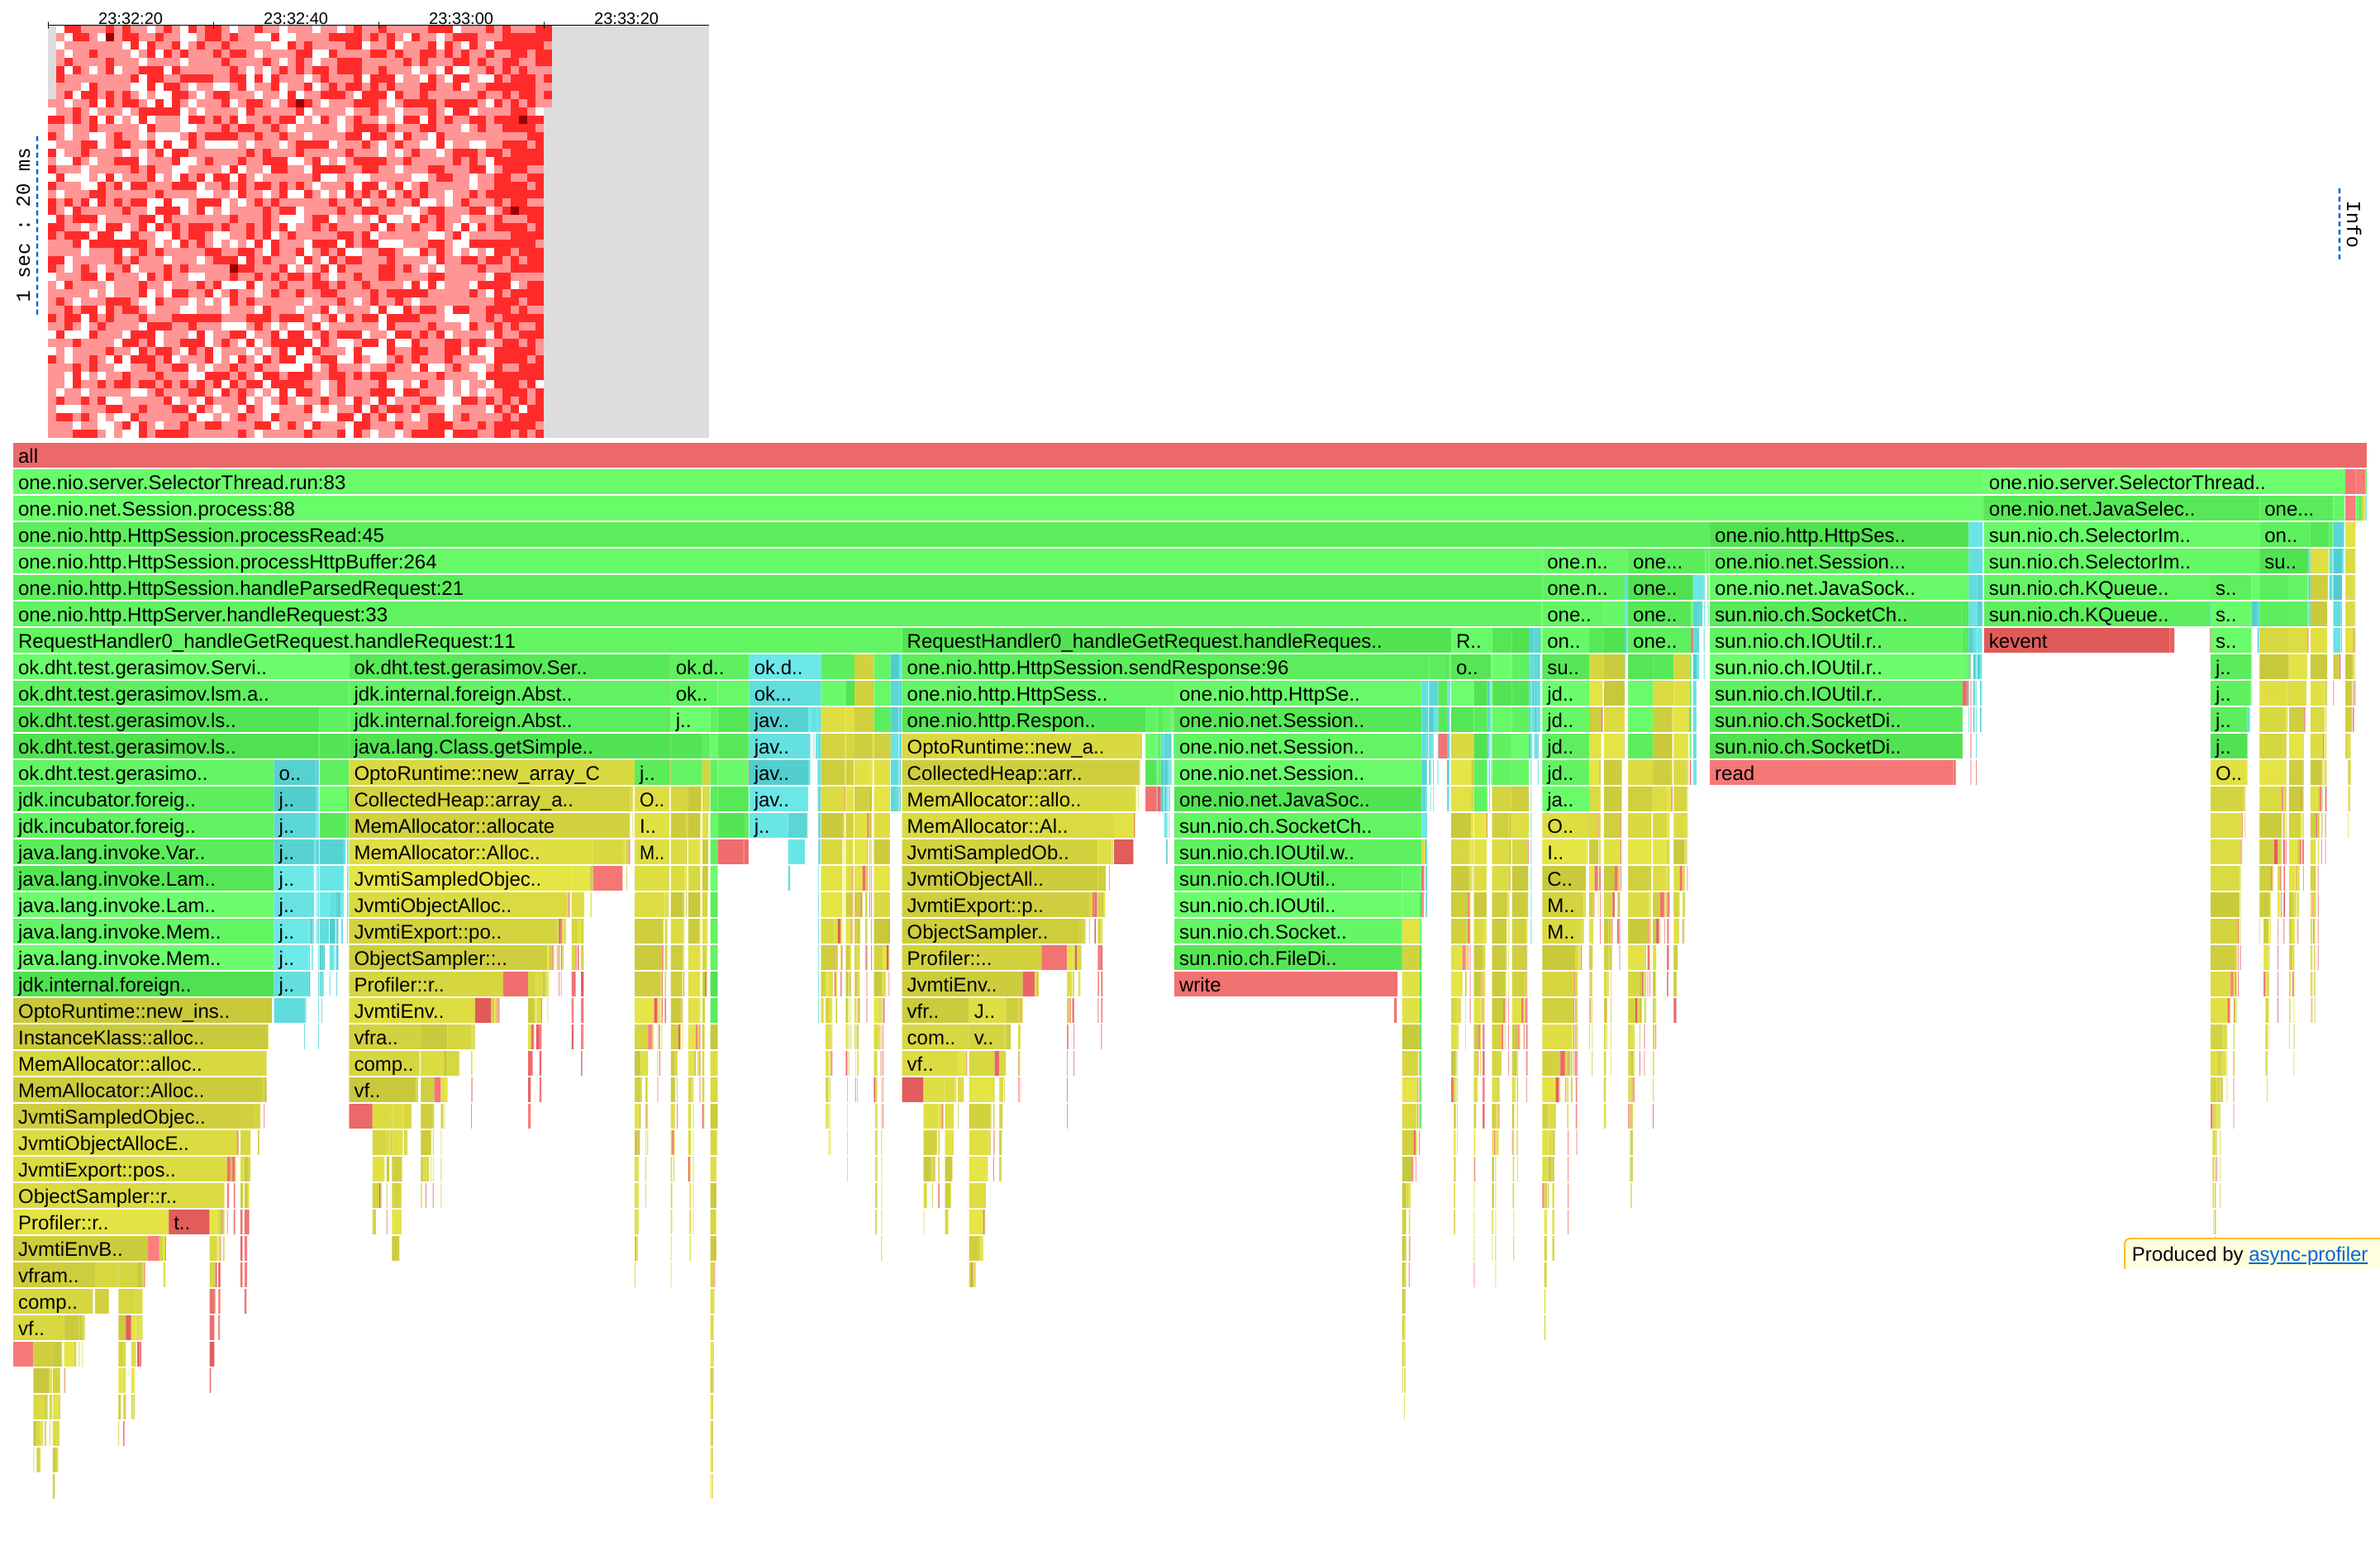 23:32:20 23:32:40 23:33:00 23:33:20
1 sec : 20 ms
Info
all
one.nio.server.SelectorThread.run:83 one.nio.server.SelectorThread..
one.nio.net.Session.process:88 one.nio.net.JavaSelec.. one...
one.nio.http.HttpSession.processRead:45 one.nio.http.HttpSes.. sun.nio.ch.SelectorIm.. on..
one.nio.http.HttpSession.processHttpBuffer:264 one.n.. one... one.nio.net.Session... sun.nio.ch.SelectorIm.. su..
one.nio.http.HttpSession.handleParsedRequest:21 one.n.. one.. one.nio.net.JavaSock.. sun.nio.ch.KQueue.. s..
one.nio.http.HttpServer.handleRequest:33 one.. one.. sun.nio.ch.SocketCh.. sun.nio.ch.KQueue.. s..
RequestHandler0_handleGetRequest.handleRequest:11 RequestHandler0_handleGetRequest.handleReques.. R.. on.. one.. sun.nio.ch.IOUtil.r.. kevent s..
ok.dht.test.gerasimov.Servi.. ok.dht.test.gerasimov.Ser.. ok.d.. ok.d.. one.nio.http.HttpSession.sendResponse:96 o.. su.. sun.nio.ch.IOUtil.r.. j..
ok.dht.test.gerasimov.lsm.a.. jdk.internal.foreign.Abst.. ok.. ok... one.nio.http.HttpSess.. one.nio.http.HttpSe.. jd.. sun.nio.ch.IOUtil.r.. j..
ok.dht.test.gerasimov.ls.. jdk.internal.foreign.Abst.. j.. jav.. one.nio.http.Respon.. one.nio.net.Session.. jd.. sun.nio.ch.SocketDi.. j..
ok.dht.test.gerasimov.ls.. java.lang.Class.getSimple.. jav.. OptoRuntime::new_a.. one.nio.net.Session.. jd.. sun.nio.ch.SocketDi.. j..
ok.dht.test.gerasimo.. o.. OptoRuntime::new_array_C j.. jav.. CollectedHeap::arr.. one.nio.net.Session.. jd.. read O..
jdk.incubator.foreig.. j.. CollectedHeap::array_a.. O.. jav.. MemAllocator::allo.. one.nio.net.JavaSoc.. ja..
jdk.incubator.foreig.. j.. MemAllocator::allocate I.. j.. MemAllocator::Al.. sun.nio.ch.SocketCh.. O..
java.lang.invoke.Var.. j.. MemAllocator::Alloc.. M.. JvmtiSampledOb.. sun.nio.ch.IOUtil.w.. I..
java.lang.invoke.Lam.. j.. JvmtiSampledObjec.. JvmtiObjectAll.. sun.nio.ch.IOUtil.. C..
java.lang.invoke.Lam.. j.. JvmtiObjectAlloc.. JvmtiExport::p.. sun.nio.ch.IOUtil.. M..
java.lang.invoke.Mem.. j.. JvmtiExport::po.. ObjectSampler.. sun.nio.ch.Socket.. M..
java.lang.invoke.Mem.. j.. ObjectSampler::.. Profiler::.. sun.nio.ch.FileDi..
jdk.internal.foreign.. j.. Profiler::r.. JvmtiEnv.. write
OptoRuntime::new_ins.. JvmtiEnv.. vfr.. J..
InstanceKlass::alloc.. vfra.. com.. v..
MemAllocator::alloc.. comp.. vf..
MemAllocator::Alloc.. vf..
JvmtiSampledObjec..
JvmtiObjectAllocE..
JvmtiExport::pos..
ObjectSampler::r..
Profiler::r.. t..
JvmtiEnvB..
Produced by async-profiler
vfram..
comp..
vf..